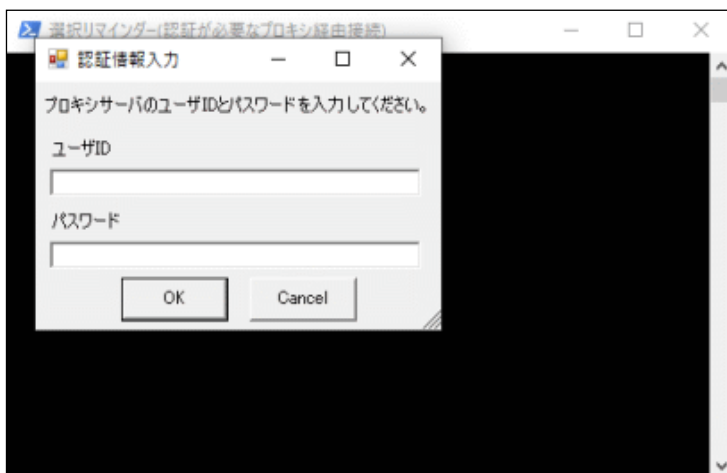 選択リマインダー(認証が必要なプロキシ経由接続)
認証情報入力
プロキシサーバのユーザIDとパスワードを入力してください。
ユーザID
パスワード
OK Cancel